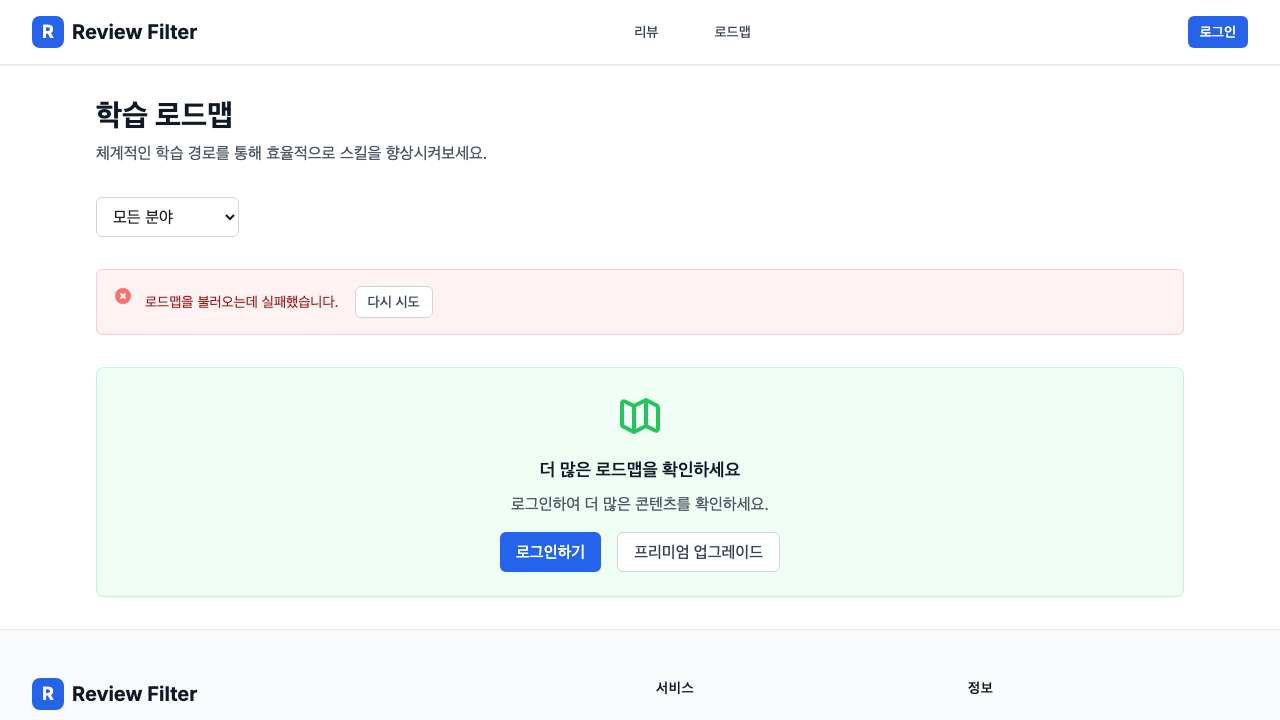 R Review Filter
리뷰
로드맵
로그인
학습 로드맵
체계적인 학습 경로를 통해 효율적으로 스킬을 향상시켜보세요.
모든 분야
로드맵을 불러오는데 실패했습니다.
다시 시도
더 많은 로드맵을 확인하세요
로그인하여 더 많은 콘텐츠를 확인하세요.
로그인하기
프리미엄 업그레이드
R Review Filter
서비스
정보